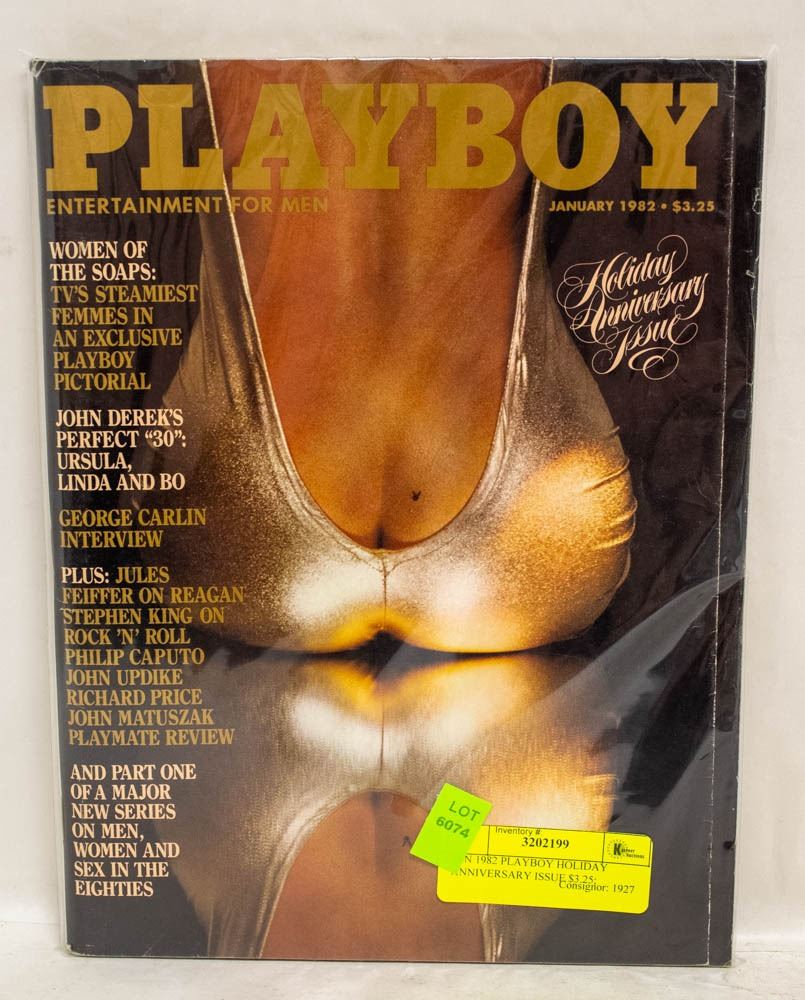 PLAYBOY
ENTERTAINMENT FOR MEN
JANUARY 1982 • $3.25
Holiday
Anniversary
Issue
WOMEN OF
THE SOAPS:
TV'S STEAMIEST
FEMMES IN
AN EXCLUSIVE
PLAYBOY
PICTORIAL
JOHN DEREK'S
PERFECT "30":
URSULA,
LINDA AND BO
GEORGE CARLIN
INTERVIEW
PLUS: JULES
FEIFFER ON REAGAN
STEPHEN KING ON
ROCK 'N' ROLL
PHILIP CAPUTO
JOHN UPDIKE
RICHARD PRICE
JOHN MATUSZAK
PLAYMATE REVIEW
AND PART ONE
OF A MAJOR
NEW SERIES
ON MEN,
WOMEN AND
SEX IN THE
EIGHTIES
LOT
6074
Inventory #
3202199
1982 PLAYBOY HOLIDAY
ANNIVERSARY ISSUE $3.25;
Consignor: 1927